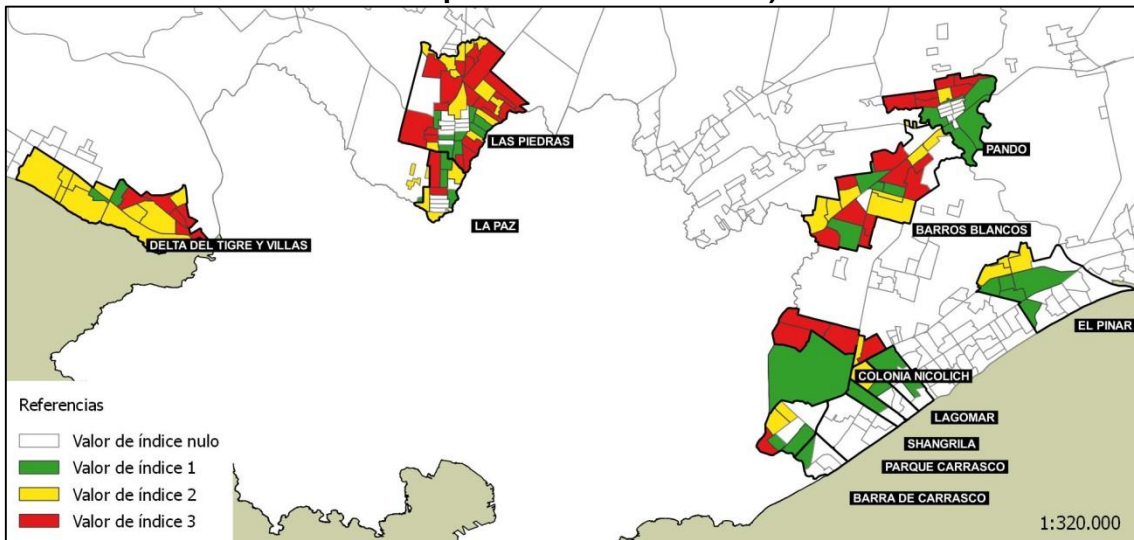 LAS PIEDRAS
PANDO
LA PAZ
BARROS BLANCOS
DELTA DEL TIGRE Y VILLAS
EL PINAR
COLONIA NICOLICH
LAGOMAR
SHANGRILA
PARQUE CARRASCO
BARRA DE CARRASCO
Referencias
Valor de índice nulo
Valor de índice 1
Valor de índice 2
Valor de índice 3
1:320.000